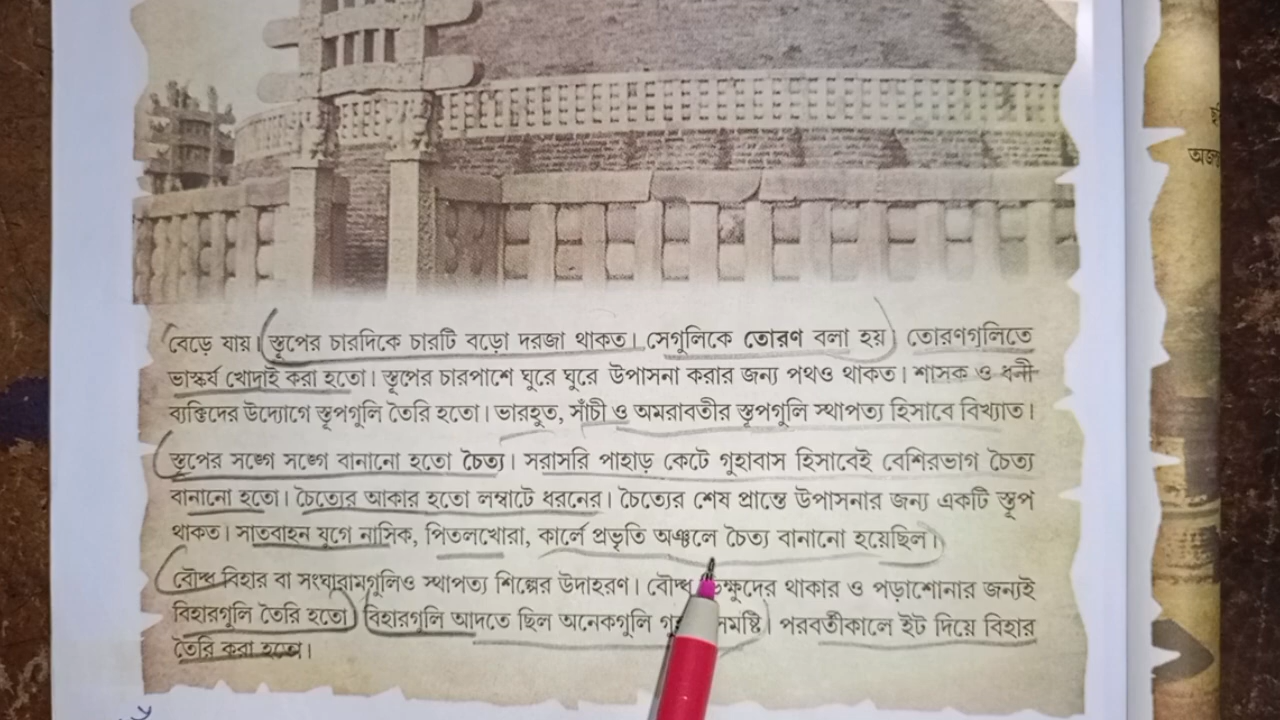 বেড়ে যায়। স্তূপের চারদিকে চারটি বড়ো দরজা থাকত। সেগুলিকে তোরণ বলা হয়। তোরণগুলিতে
ভাস্কর্য খোদাই করা হতো। স্তূপের চারপাশে ঘুরে ঘুরে উপাসনা করার জন্য পথও থাকত। শাসক ও ধনী
ব্যক্তিদের উদ্যোগে স্তূপগুলি তৈরি হতো। ভারহুত, সাঁচী ও অমরাবতীর স্তূপগুলি স্থাপত্য হিসাবে বিখ্যাত।
স্তূপের সঙ্গে সঙ্গে বানানো হতো চৈত্য। সরাসরি পাহাড় কেটে গুহাবাস হিসাবেই বেশিরভাগ চৈত্য
বানানো হতো। চৈত্যের আকার হতো লম্বাটে ধরনের। চৈত্যের শেষ প্রান্তে উপাসনার জন্য একটি স্তূপ
থাকত। সাতবাহন যুগে নাসিক, পিতলখোরা, কার্লে প্রভৃতি অঞ্চলে চৈত্য বানানো হয়েছিল।
বৌদ্ধ বিহার বা সংঘারামগুলিও স্থাপত্য শিল্পের উদাহরণ। বৌদ্ধ থাকার ও পড়াশোনার জন্যই
বিহারগুলি তৈরি হতো। বিহারগুলি আদতে ছিল অনেকগুলি সমষ্টি। পরবর্তীকালে ইট দিয়ে বিহার
তৈরি করা হতো।